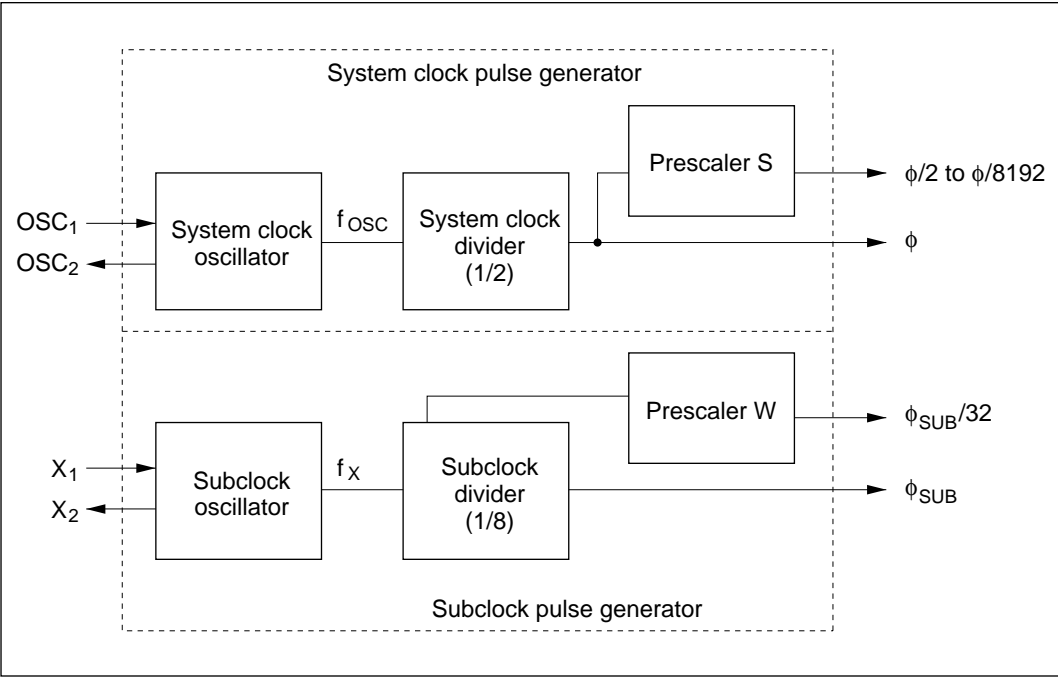 System clock pulse generator
Prescaler S
φ/2 to φ/8192
OSC1
OSC2
System clock
oscillator
fOSC
System clock
divider
(1/2)
φ
Prescaler W
φSUB/32
X1
X2
Subclock
oscillator
fX
Subclock
divider
(1/8)
φSUB
Subclock pulse generator